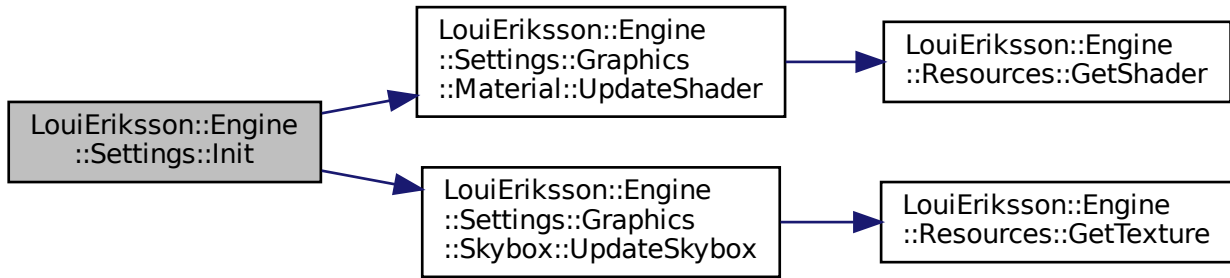 LouiEriksson::Engine
::Settings::Init
LouiEriksson::Engine
::Settings::Graphics
::Material::UpdateShader
LouiEriksson::Engine
::Resources::GetShader
LouiEriksson::Engine
::Settings::Graphics
::Skybox::UpdateSkybox
LouiEriksson::Engine
::Resources::GetTexture